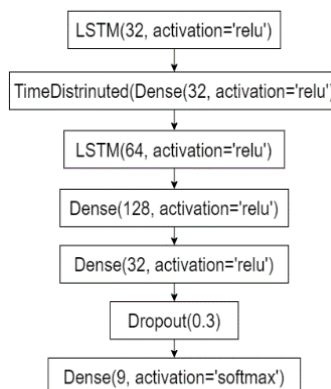 LSTM(32, activation='relu')
TimeDistrinuted(Dense(32, activation='relu')
LSTM(64, activation='relu')
Dense(128, activation='relu')
Dense(32, activation='relu')
Dropout(0.3)
Dense(9, activation='softmax')